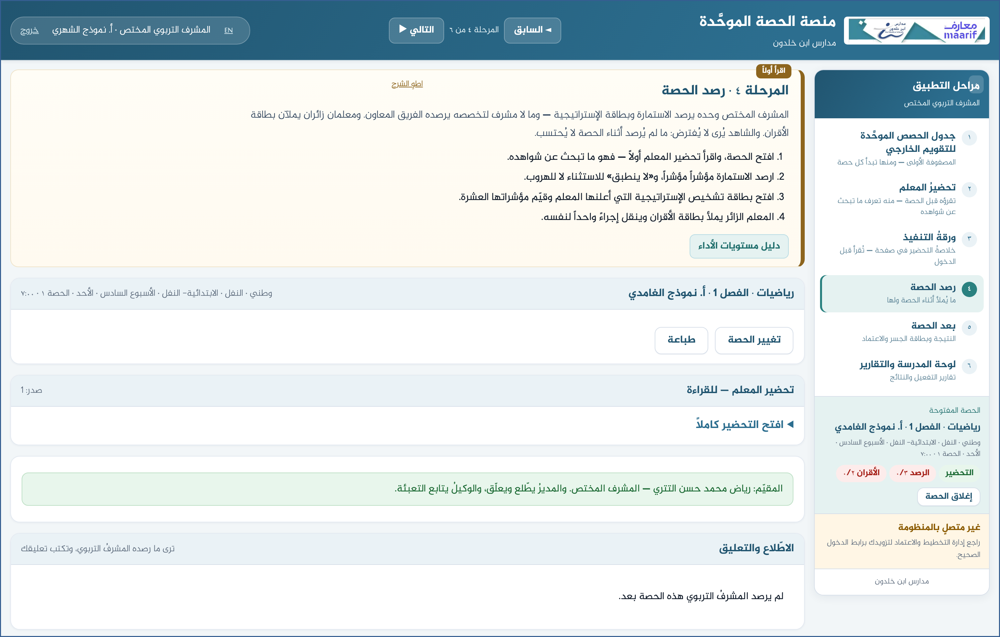 معارف
maarif
مدارس
ابن خلدون
Ibn Khaldun Schools
منصة الحصة الموحَّدة
مدارس ابن خلدون
◄ السابق
المرحلة ٤ من ٦
التالي ►
EN
المشرف التربوي المختص · أ. نموذج الشهري
خروج
مراحل التطبيق
المشرف التربوي المختص
١
جدول الحصص الموحَّدة
للتقويم الخارجي
المصفوفة الأولى — ومنها تبدأ كل حصة
٢
تحضيرُ المعلم
تقرؤه قبل الحصة — منه تعرف ما تبحث
عن شواهده
٣
ورقةُ التنفيذ
خلاصةُ التحضير في صفحة — تُقرأ قبل
الدخول
٤
رصد الحصة
ما يُملأ أثناء الحصة ولها
٥
بعد الحصة
النتيجة وبطاقة الجسر والاعتماد
٦
لوحة المدرسة والتقارير
تقارير التفعيل والنتائج
الحصة المفتوحة
رياضيات · الفصل 1 · أ. نموذج الغامدي
وطني · النفل · الابتدائية- النفل · الأسبوع السادس ·
الأحد · الحصة ١ · ٧:٠٠
التحضير
الرصد ٠/٣
الأقران ٠/٢
إغلاق الحصة
غير متصلٍ بالمنظومة
راجع إدارة التخطيط والاعتماد لتزويدك برابط الدخول
الصحيح.
مدارس ابن خلدون
اقرأ أولاً
المرحلة ٤ · رصد الحصة
اطوِ الشرح
المشرف المختص وحده يرصد الاستمارة وبطاقة الإستراتيجية — وما لا مشرف لتخصصه يرصده الفريق المعاون. ومعلمان زائران يملآن بطاقة
الأقران. والشاهد يُرى لا يُفترض: ما لم يُرصد أثناء الحصة لا يُحتسب.
1. افتح الحصة، واقرأ تحضير المعلم أولاً — فهو ما تبحث عن شواهده.
2. ارصد الاستمارة مؤشراً مؤشراً، و«لا ينطبق» للاستثناء لا للهروب.
3. افتح بطاقة تشخيص الإستراتيجية التي أعلنها المعلم وقيّم مؤشراتها العشرة.
4. المعلم الزائر يملأ بطاقة الأقران وينقل إجراءً واحداً لنفسه.
دليل مستويات الأداء
رياضيات · الفصل 1 · أ. نموذج الغامدي
وطني · النفل · الابتدائية- النفل · الأسبوع السادس · الأحد · الحصة ١ · ٧:٠٠
تغيير الحصة
طباعة
تحضير المعلم — للقراءة
صدر: 1
◄ افتح التحضير كاملاً
المقيّم: رياض محمد حسن التتري — المشرف المختص. والمديرُ يطّلع ويعلّق، والوكيلُ يتابع التعبئة.
الاطّلاع والتعليق
ترى ما رصده المشرفُ التربوي، وتكتب تعليقك
لم يرصد المشرفُ التربوي هذه الحصة بعد.